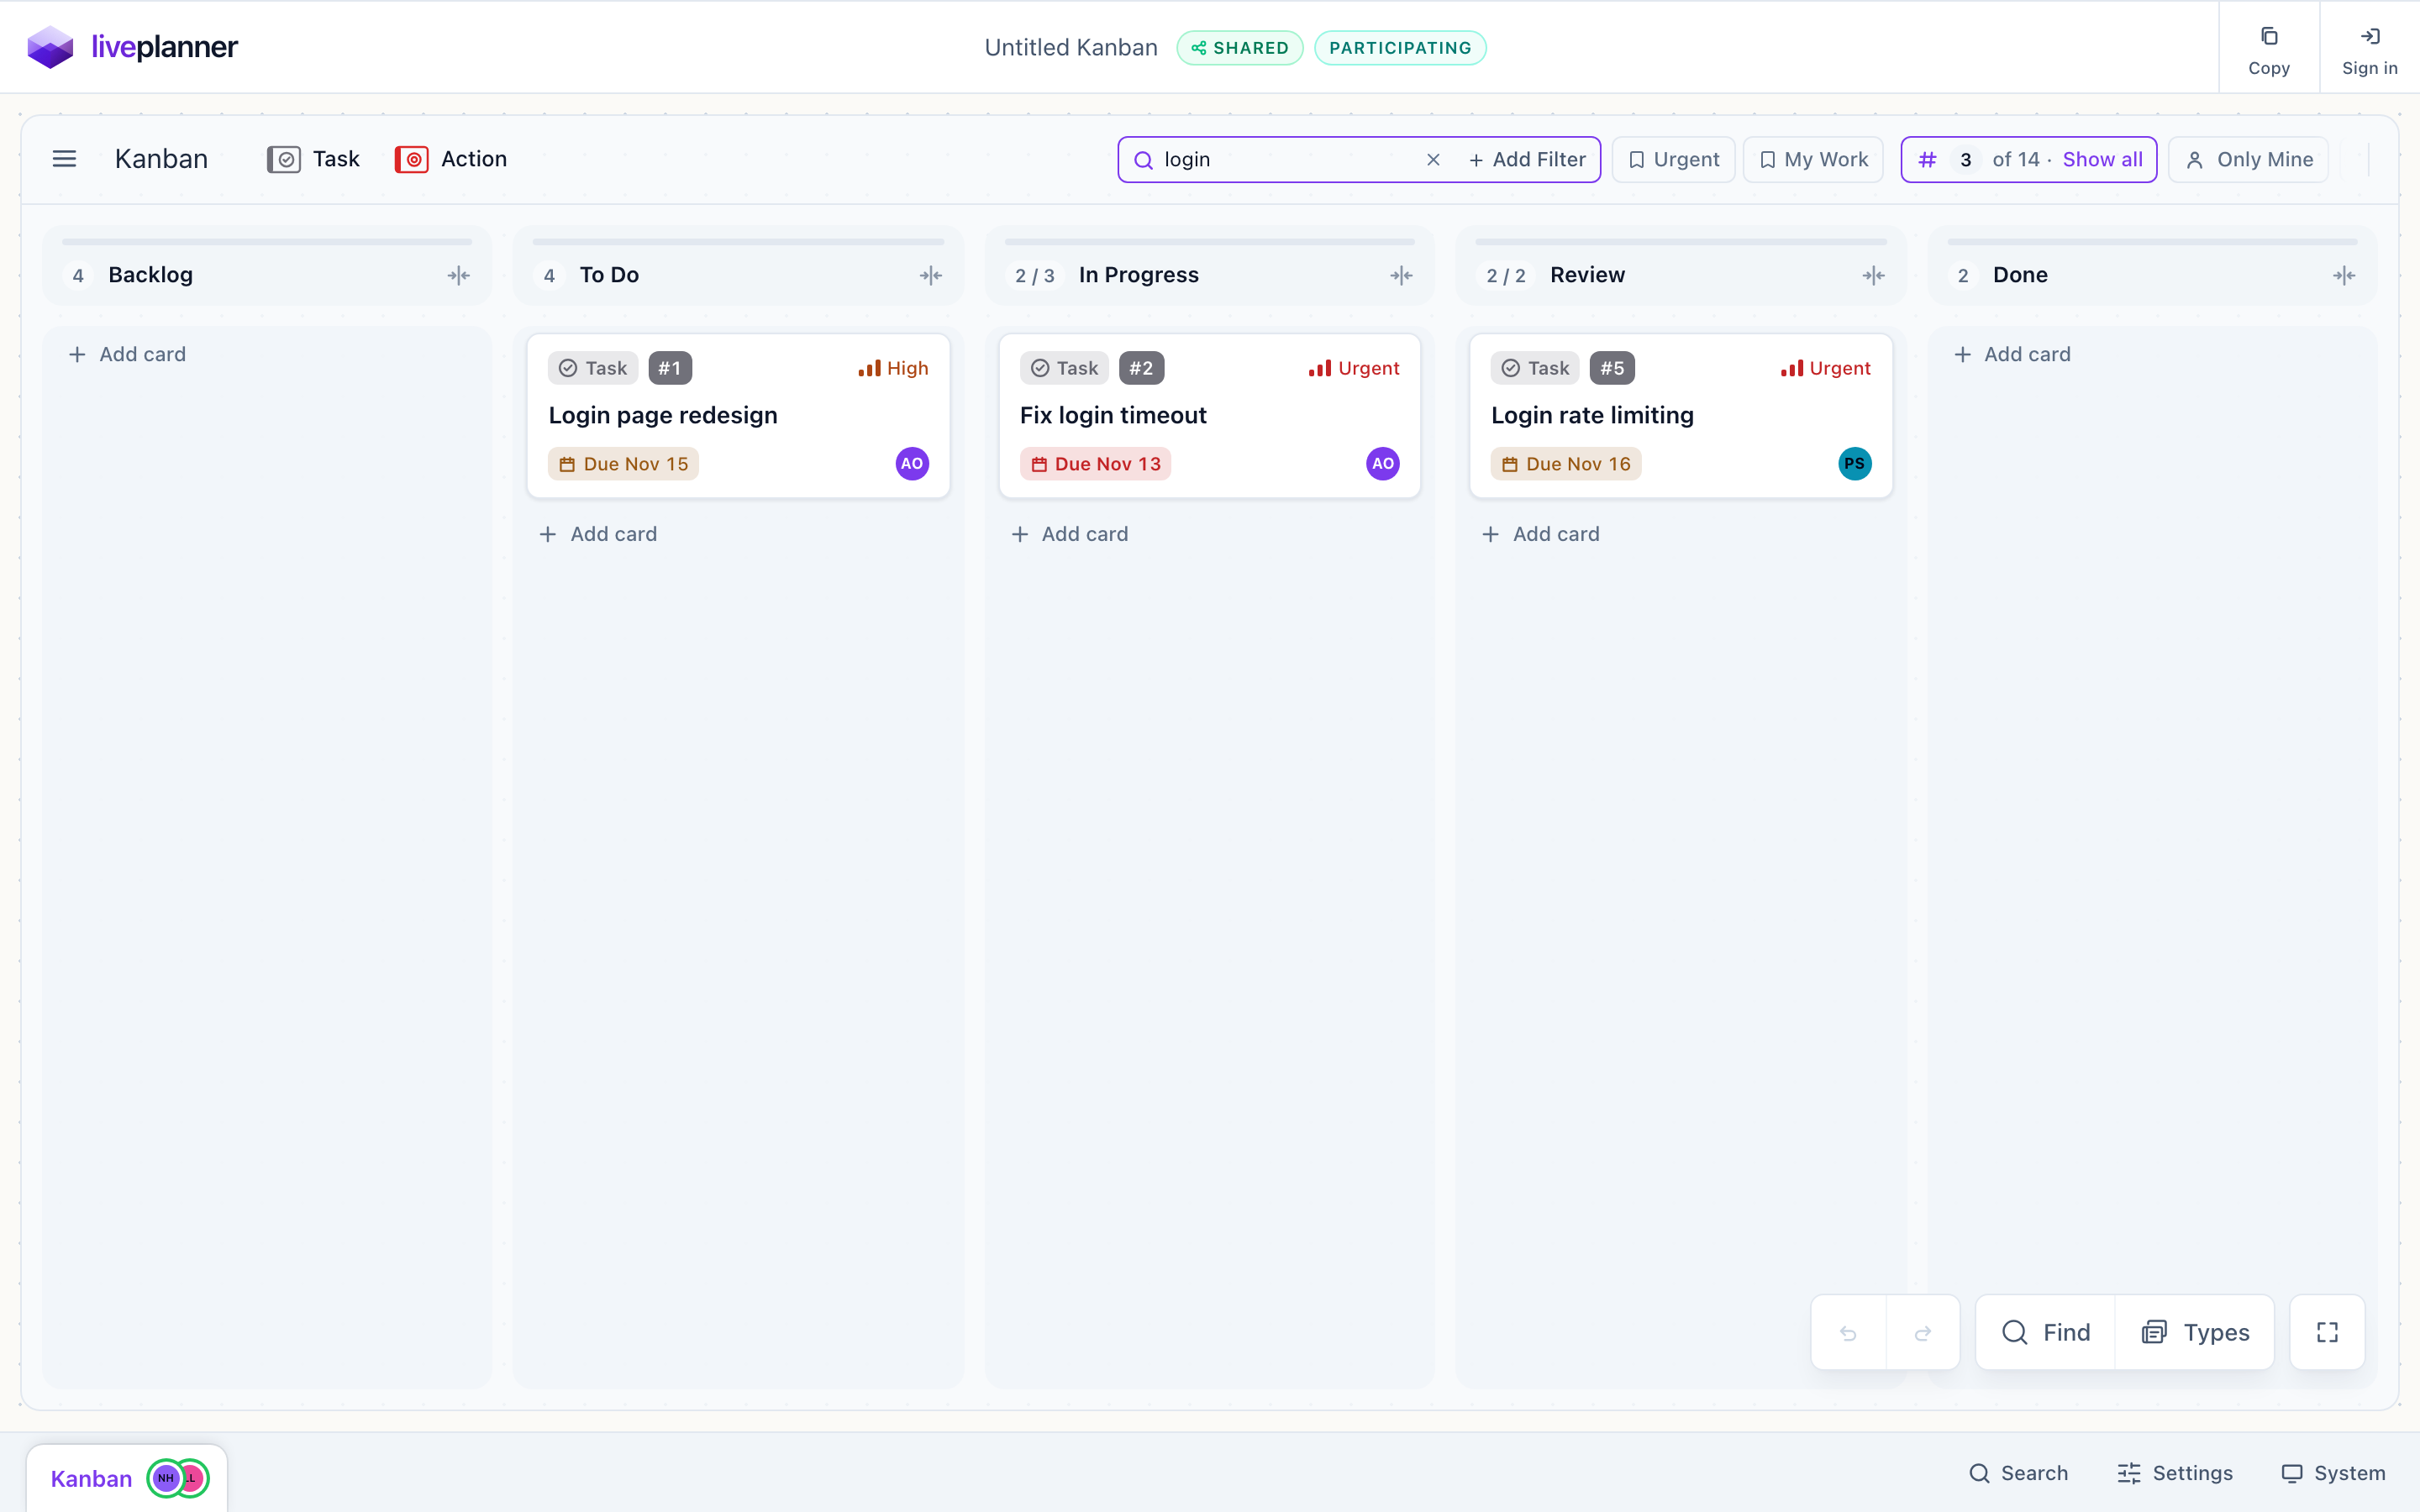 liveplanner
Untitled Kanban
SHARED
PARTICIPATING
Copy
Sign in
Kanban
Task
Action
login
Add Filter
Urgent
My Work
# 3 of 14 · Show all
Only Mine
4 Backlog
4 To Do
2 / 3 In Progress
2 / 2 Review
2 Done
Add card
Task #1 High
Login page redesign
Due Nov 15 AO
Add card
Task #2 Urgent
Fix login timeout
Due Nov 13 AO
Add card
Task #5 Urgent
Login rate limiting
Due Nov 16 PS
Add card
Add card
Find
Types
Kanban NH LL
Search
Settings
System